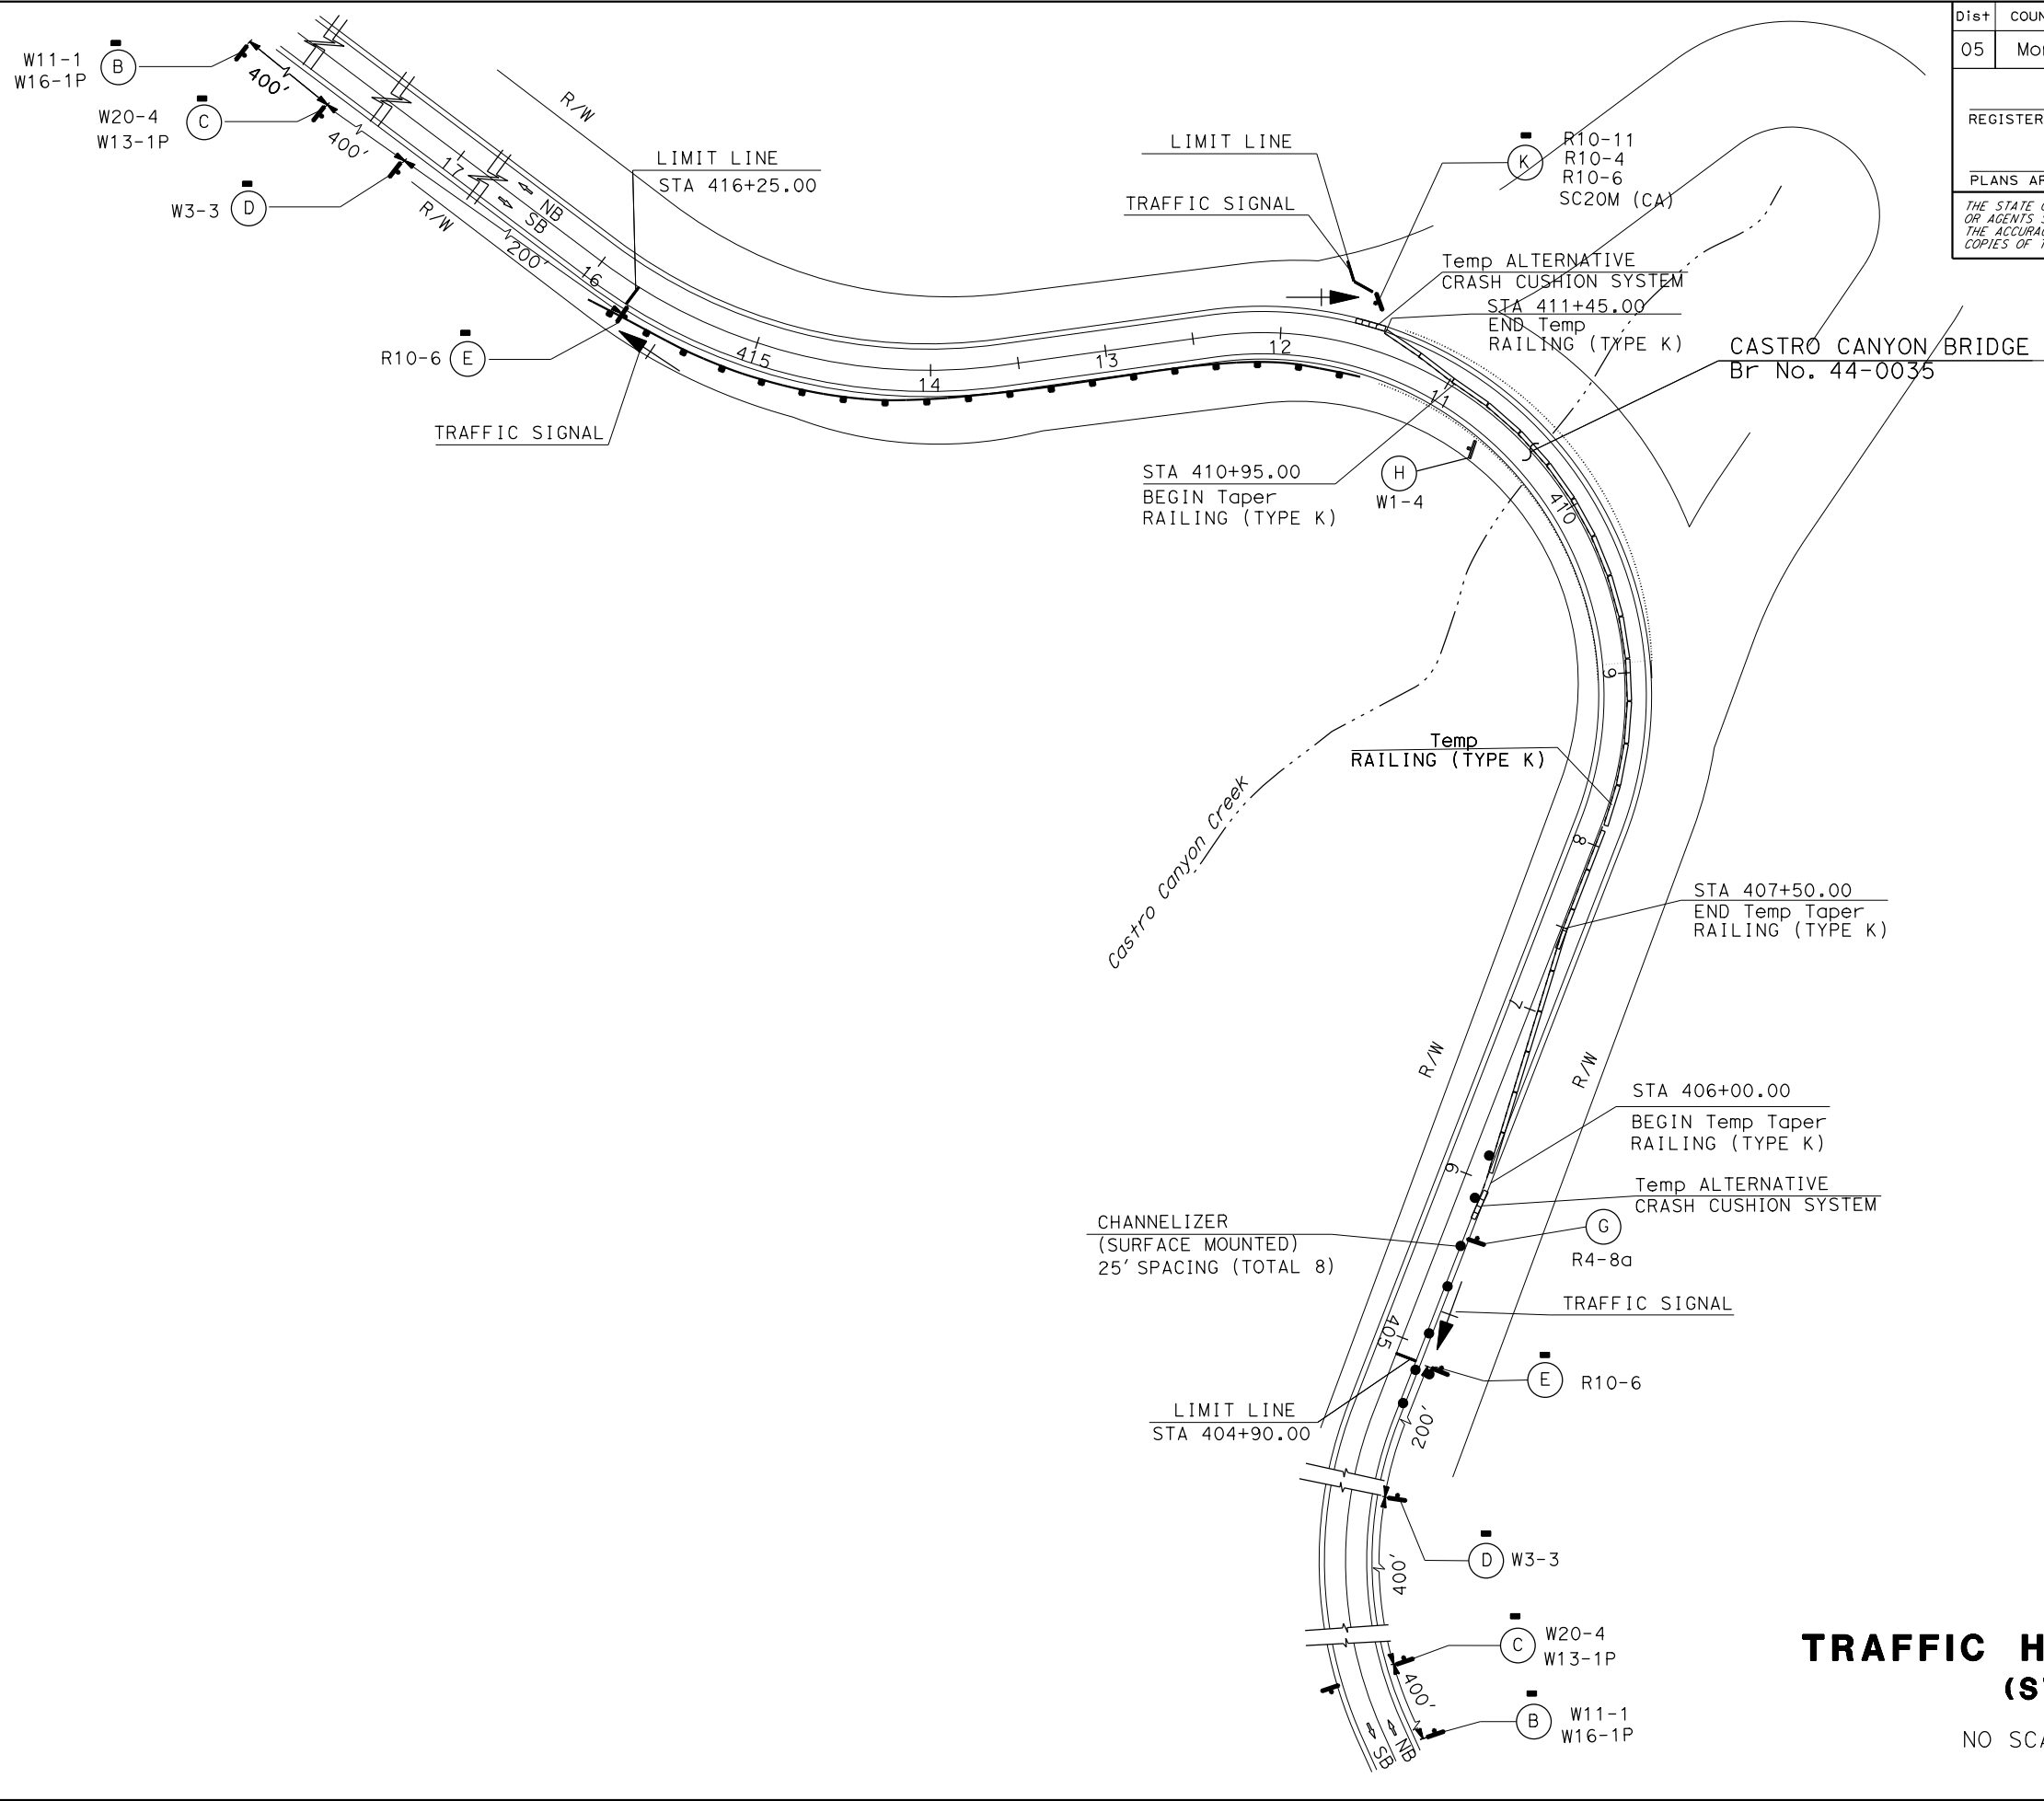 Dist
05
W11-1
W16-1P
B
400'
W20-4
W13-1P
C
400'
W3-3
D
R/W
R/W
17
NB
SB
200'
16
LIMIT LINE
STA 416+25.00
R10-6
E
TRAFFIC SIGNAL
415
14
13
12
11
LIMIT LINE
TRAFFIC SIGNAL
K
R10-11
R10-4
R10-6
SC20M (CA)
Temp ALTERNATIVE
CRASH CUSHION SYSTEM
STA 411+45.00
END Temp
RAILING (TYPE K)
CASTRO CANYON BRIDGE
Br No. 44-0035
STA 410+95.00
BEGIN Taper
RAILING (TYPE K)
H
W1-4
410
9
Temp
RAILING (TYPE K)
Castro Canyon Creek
8
STA 407+50.00
END Temp Taper
RAILING (TYPE K)
7
R/W
R/W
STA 406+00.00
BEGIN Temp Taper
RAILING (TYPE K)
6
Temp ALTERNATIVE
CRASH CUSHION SYSTEM
CHANNELIZER
(SURFACE MOUNTED)
25' SPACING (TOTAL 8)
G
R4-8a
TRAFFIC SIGNAL
405
E
R10-6
LIMIT LINE
STA 404+90.00
200'
D
W3-3
400'
C
W20-4
W13-1P
400'
B
W11-1
W16-1P
SB
NB
TRAFFIC
NO
PLANS
THE STATE
OR AGENTS
THE
COPIES OF